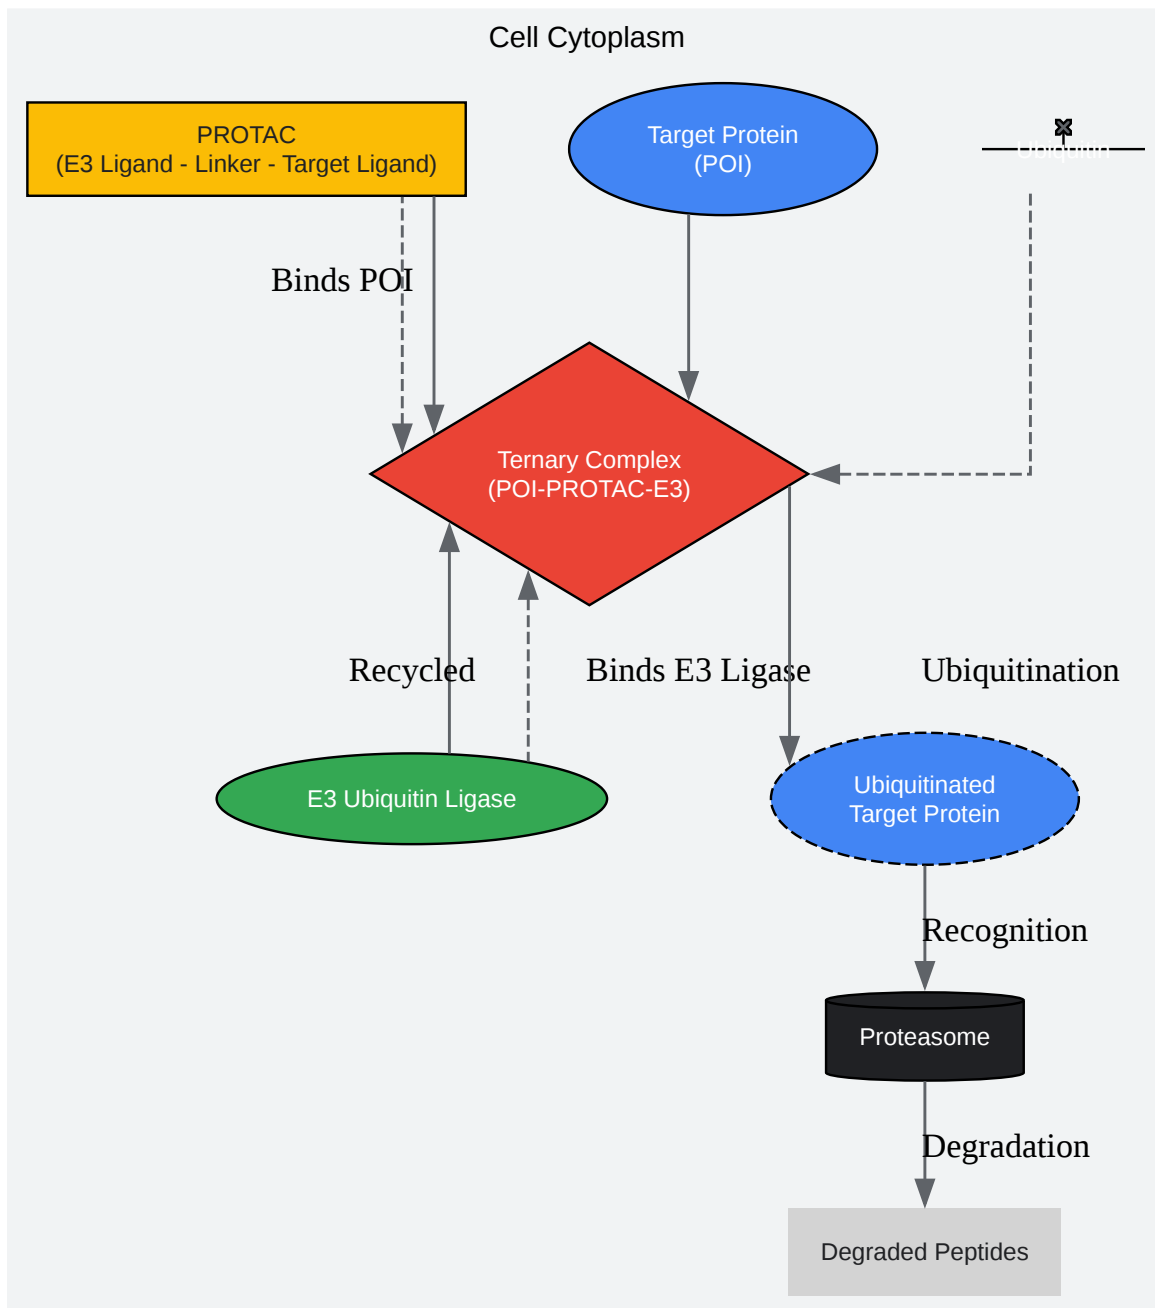 Cell Cytoplasm
PROTAC
(E3 Ligand - Linker - Target Ligand)
Target Protein
(POI)
Ubiquitin
Binds POI
Ternary Complex
(POI-PROTAC-E3)
Recycled
Binds E3 Ligase
Ubiquitination
E3 Ubiquitin Ligase
Ubiquitinated
Target Protein
Recognition
Proteasome
Degradation
Degraded Peptides